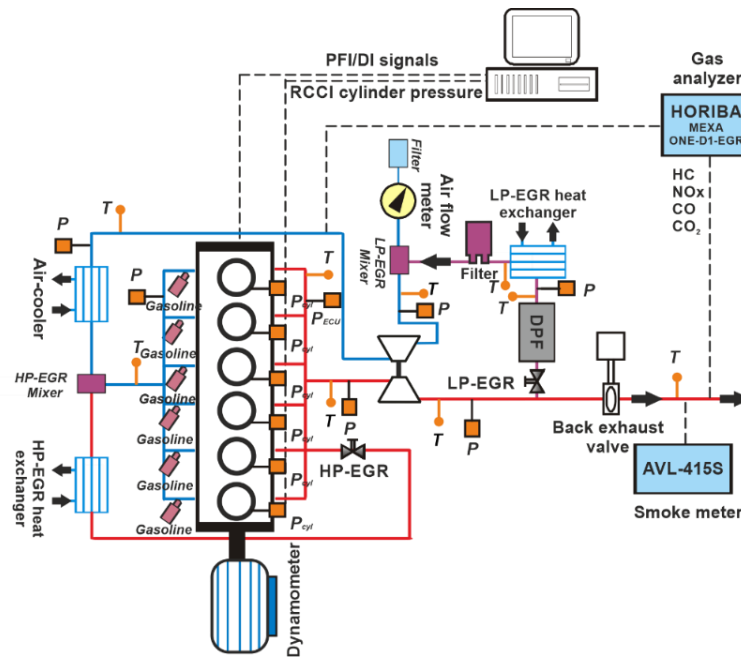 PFI/DI signals
RCCI cylinder pressure
Gas
analyzer
HORIBA
MEXA
ONE-D1-EGR
HC
NOx
CO
CO₂
Filter
Air flow
meter
LP-EGR heat
exchanger
LP-EGR
Mixer
Filter
T
P
T
P
T
P
T
DPF
LP-EGR
Back exhaust
valve
T
AVL-415S
Smoke meter
T
P
T
P
HP-EGR
T
P
Air-cooler
P
T
HP-EGR
Mixer
HP-EGR heat
exchanger
Gasoline
Gasoline
Gasoline
Gasoline
Gasoline
Gasoline
Pcyl
PECU
Pcyl
Pcyl
Pcyl
Pcyl
Pcyl
Dynamometer